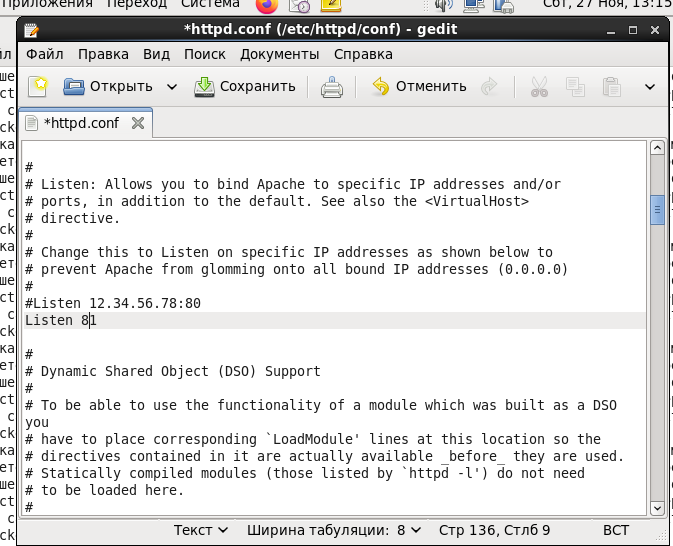 Приложения Переход Система Сбт, 27 Ноя, 13:15
*httpd.conf (/etc/httpd/conf) - gedit
Файл Правка Вид Поиск Документы Справка
Открыть Сохранить Отменить
*httpd.conf
#
# Listen: Allows you to bind Apache to specific IP addresses and/or
# ports, in addition to the default. See also the <VirtualHost>
# directive.
#
# Change this to Listen on specific IP addresses as shown below to
# prevent Apache from glomming onto all bound IP addresses (0.0.0.0)
#
#Listen 12.34.56.78:80
Listen 81
#
# Dynamic Shared Object (DSO) Support
#
# To be able to use the functionality of a module which was built as a DSO
you
# have to place corresponding `LoadModule' lines at this location so the
# directives contained in it are actually available _before_ they are used.
# Statically compiled modules (those listed by `httpd -l') do not need
# to be loaded here.
#
Текст Ширина табуляции: 8 Стр 136, Стлб 9 ВСТ